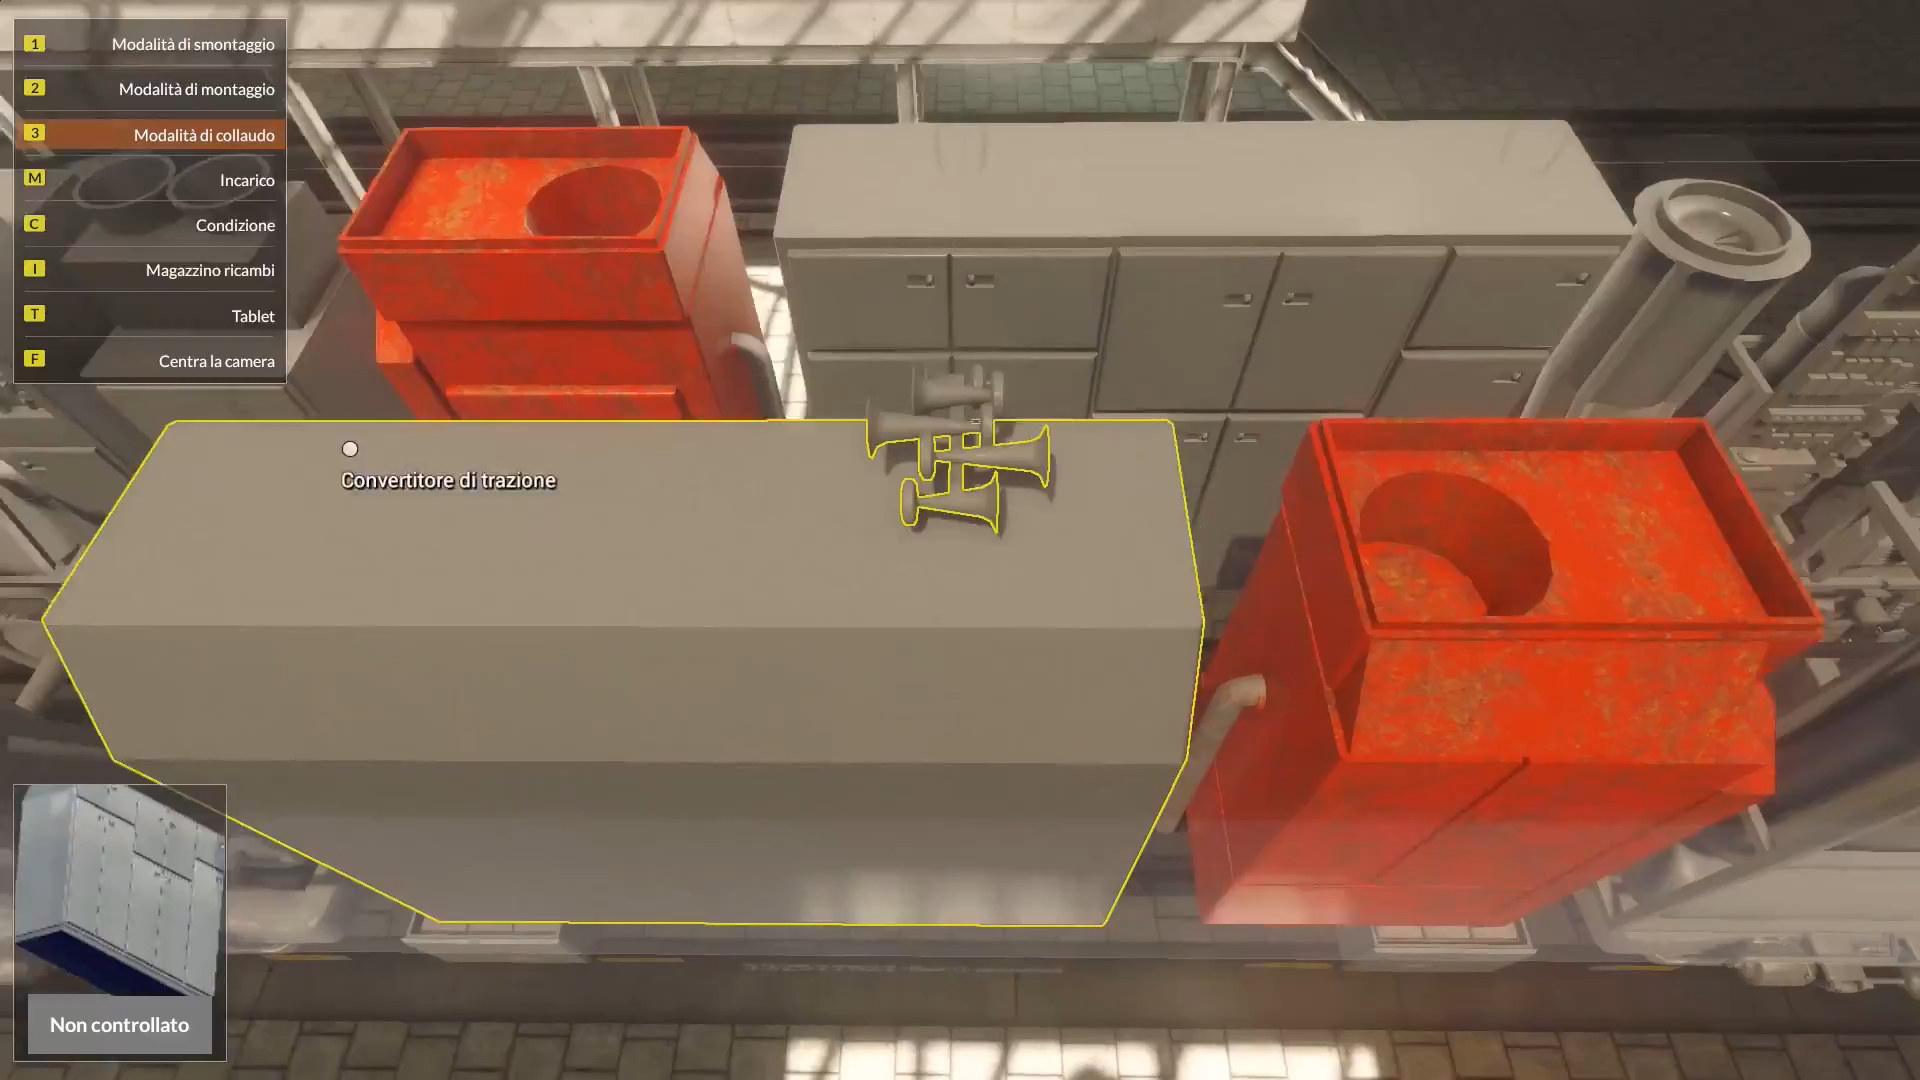 1 Modalità di smontaggio
2 Modalità di montaggio
3 Modalità di collaudo
M Incarico
C Condizione
I Magazzino ricambi
T Tablet
F Centra la camera
Convertitore di trazione
Non controllato